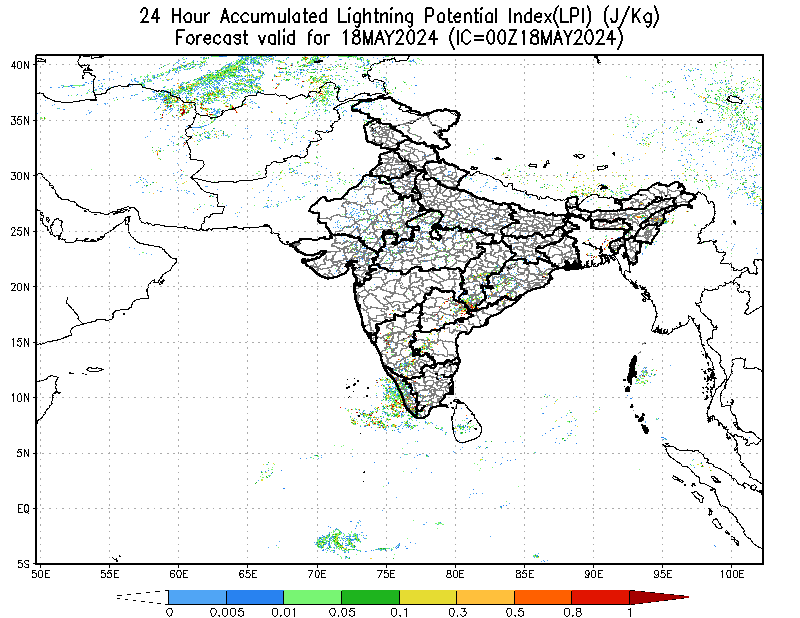 24 Hour Accumulated Lightning Potential Index(LPI) (J/Kg)
Forecast valid for 18MAY2024 (IC=00Z18MAY2024)
40N
35N
30N
25N
20N
15N
10N
5N
EQ
5S
50E 55E 60E 65E 70E 75E 80E 85E 90E 95E 100E
0 0.005 0.01 0.05 0.1 0.3 0.5 0.8 1